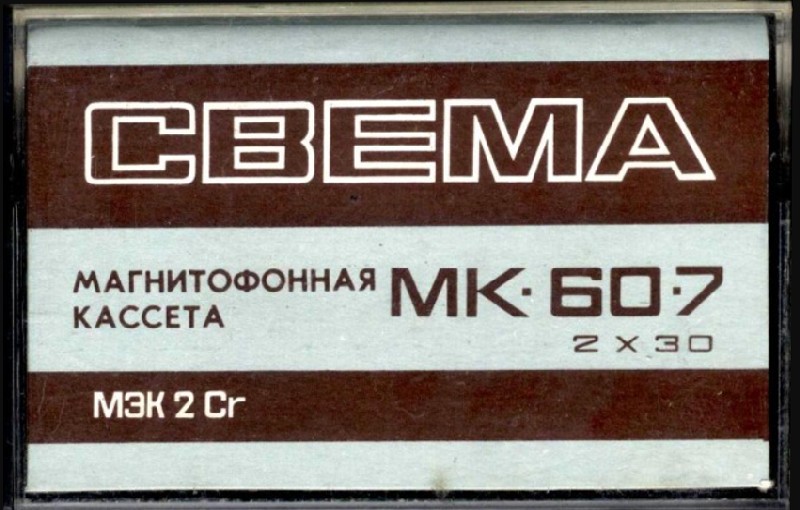 СВЕМА
МАГНИТОФОННАЯ
КАССЕТА
МК·60·7
2 X 30
МЭК 2 Cr